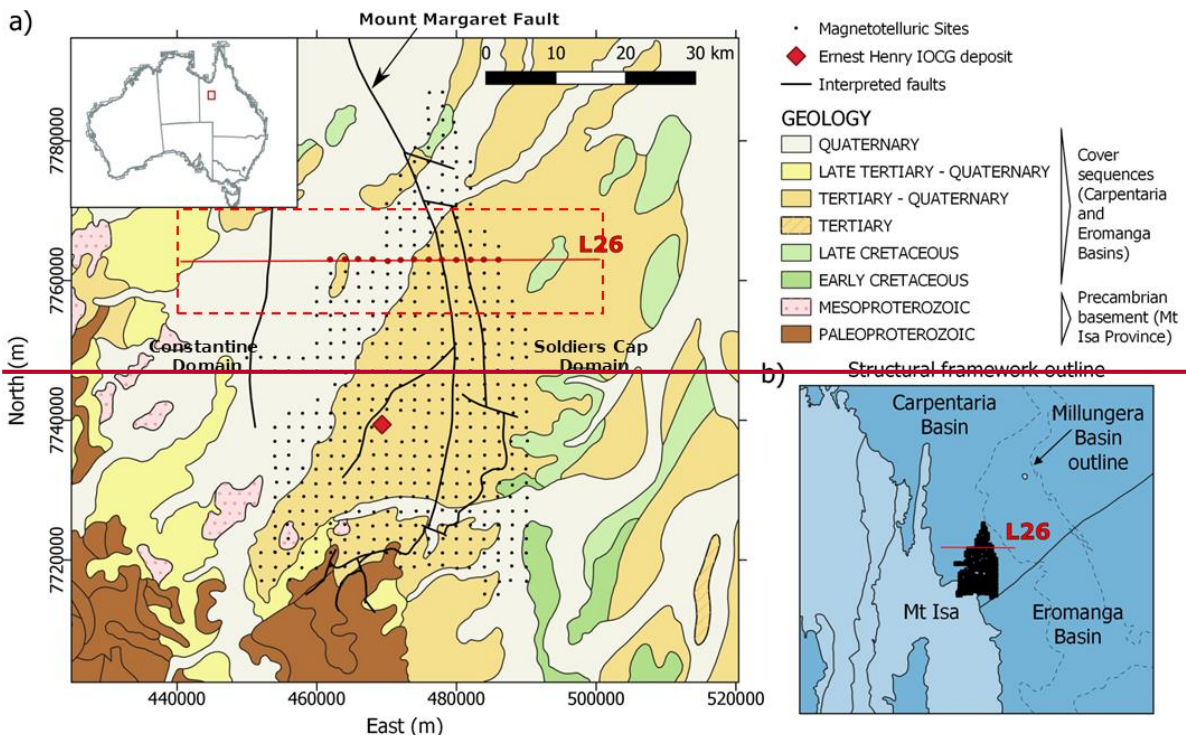 a)
Mount Margaret Fault
0 10 20 30 km
7780000
7760000
7740000
7720000
North (m)
L26
Constantine
Domain
Soldiers Cap
Domain
440000 460000 480000 500000 520000
East (m)
Magnetotelluric Sites
Ernest Henry IOCG deposit
Interpreted faults
GEOLOGY
QUATERNARY
LATE TERTIARY - QUATERNARY
TERTIARY - QUATERNARY
TERTIARY
LATE CRETACEOUS
EARLY CRETACEOUS
MESOPROTEROZOIC
PALEOPROTEROZOIC
Cover
sequences
(Carpentaria
and
Eromanga
Basins)
Precambrian
basement (Mt
Isa Province)
b)
Structural framework outline
Carpentaria
Basin
Millungera
Basin
outline
L26
Mt Isa
Eromanga
Basin